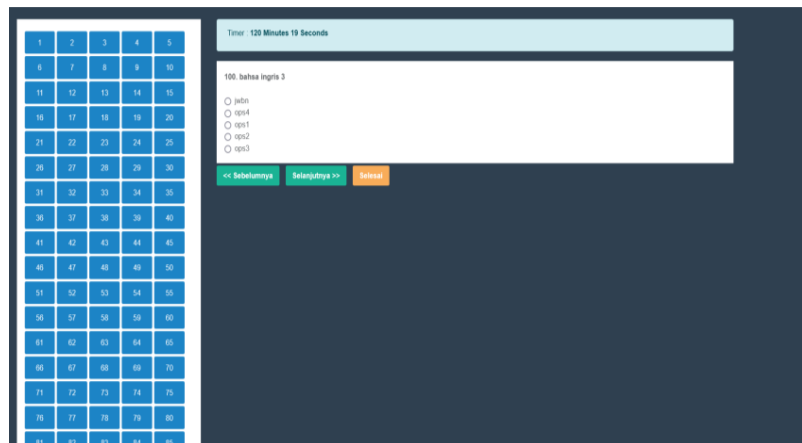 1 2 3 4 5
6 7 8 9 10
11 12 13 14 15
16 17 18 19 20
21 22 23 24 25
26 27 28 29 30
31 32 33 34 35
36 37 38 39 40
41 42 43 44 45
46 47 48 49 50
51 52 53 54 55
56 57 58 59 60
61 62 63 64 65
66 67 68 69 70
71 72 73 74 75
76 77 78 79 80
81 82 83 84 85
Timer : 120 Minutes 19 Seconds
100. bahsa ingris 3
jwbn
ops4
ops1
ops2
ops3
<< Sebelumnya Selanjutnya >> Selesai